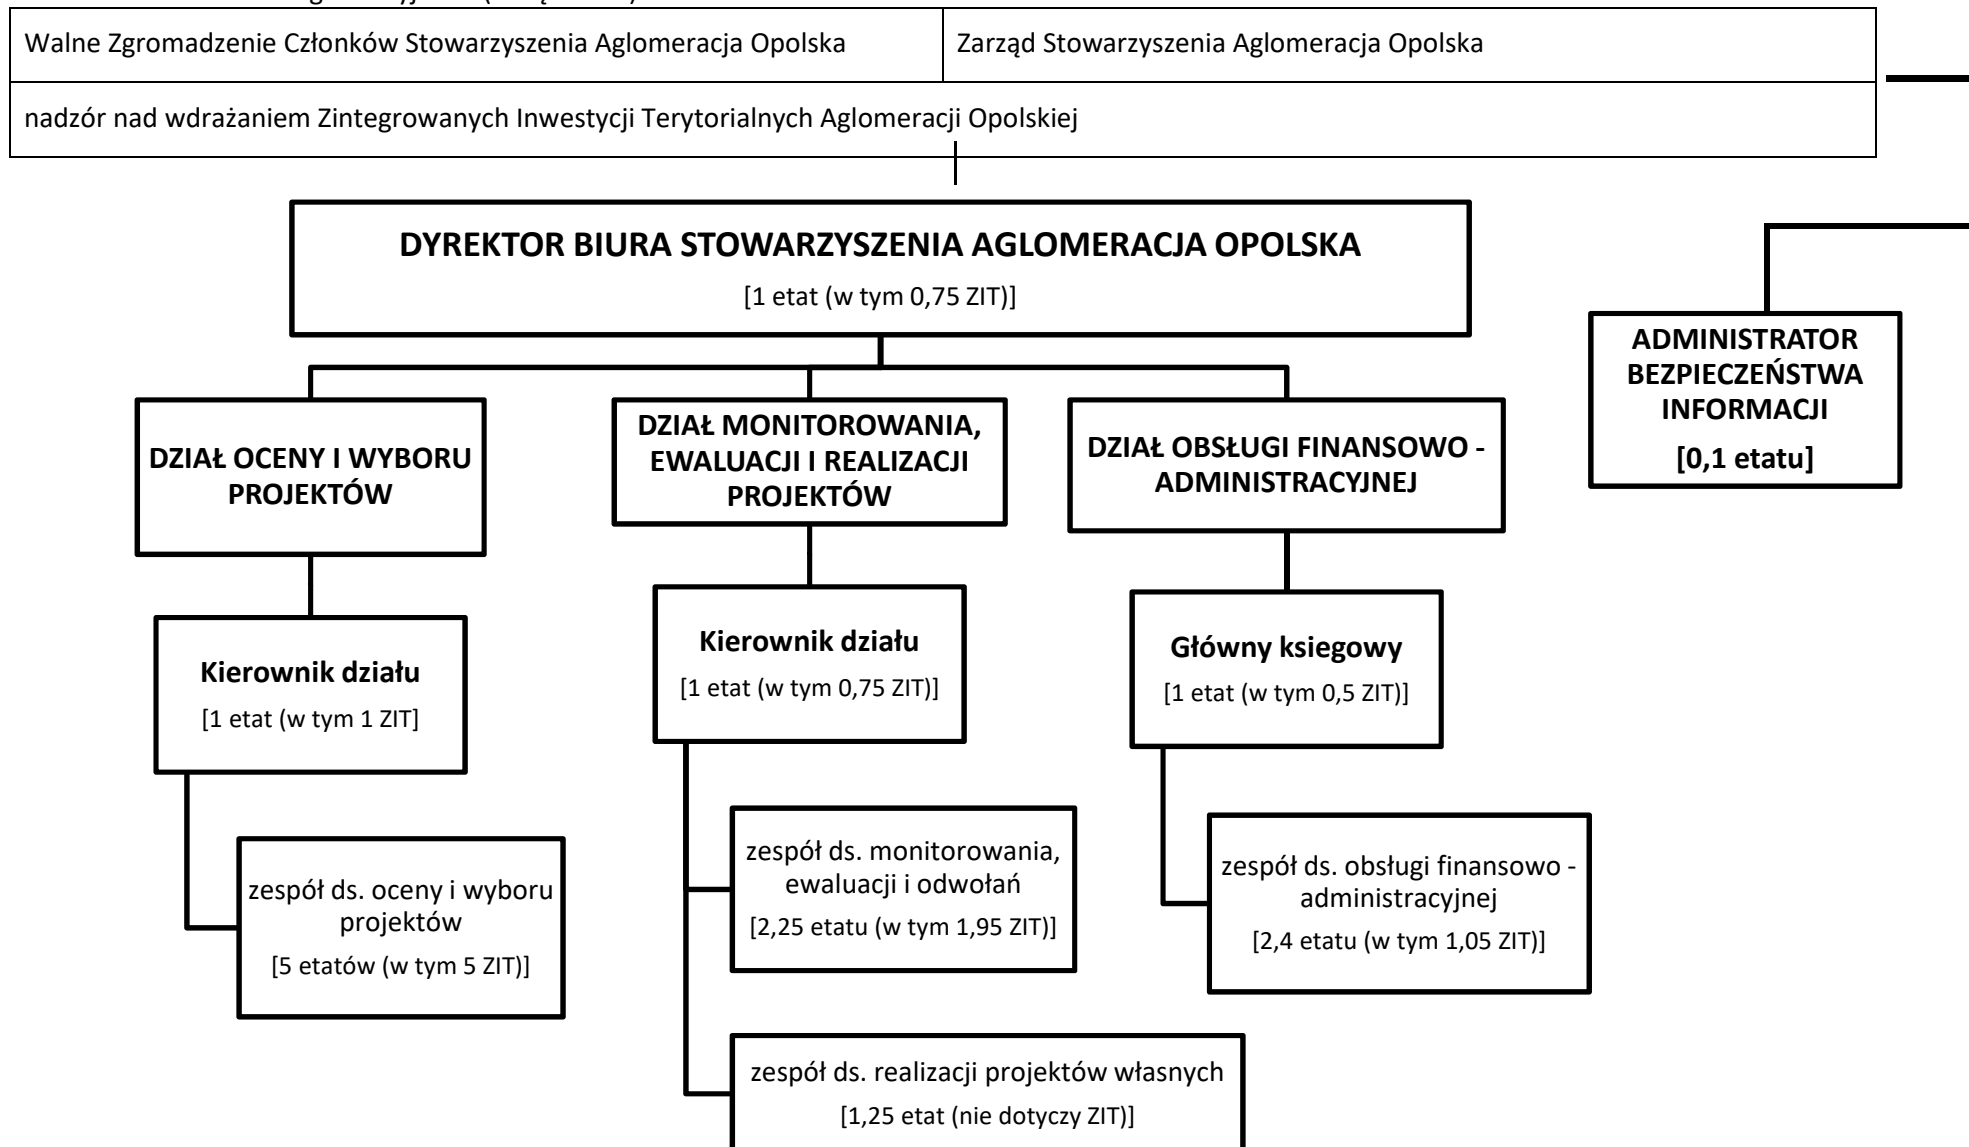 Walne Zgromadzenie Członków Stowarzyszenia Aglomeracja Opolska
Zarząd Stowarzyszenia Aglomeracja Opolska
nadzór nad wdrażaniem Zintegrowanych Inwestycji Terytorialnych Aglomeracji Opolskiej
DYREKTOR BIURA STOWARZYSZENIA AGLOMERACJA OPOLSKA
[1 etat (w tym 0,75 ZIT)]
ADMINISTRATOR
BEZPIECZEŃSTWA
INFORMACJI
[0,1 etatu]
DZIAŁ OCENY I WYBORU
PROJEKTÓW
DZIAŁ MONITOROWANIA,
EWALUACJI I REALIZACJI
PROJEKTÓW
DZIAŁ OBSŁUGI FINANSOWO -
ADMINISTRACYJNEJ
Kierownik działu
[1 etat (w tym 1 ZIT]
Kierownik działu
[1 etat (w tym 0,75 ZIT)]
Główny ksiegowy
[1 etat (w tym 0,5 ZIT)]
zespół ds. oceny i wyboru
projektów
[5 etatów (w tym 5 ZIT)]
zespół ds. monitorowania,
ewaluacji i odwołań
[2,25 etatu (w tym 1,95 ZIT)]
zespół ds. obsługi finansowo -
administracyjnej
[2,4 etatu (w tym 1,05 ZIT)]
zespół ds. realizacji projektów własnych
[1,25 etat (nie dotyczy ZIT)]